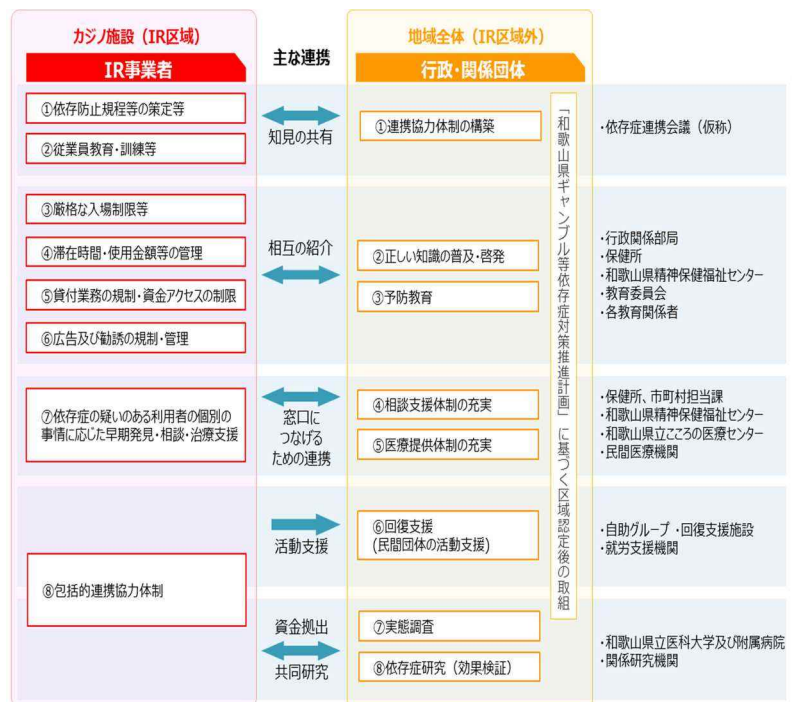 カジノ施設（IR区域）
IR事業者
主な連携
地域全体（IR区域外）
行政・関係団体
①依存防止規程等の策定等
②従業員教育・訓練等
知見の共有
①連携協力体制の構築
・依存症連携会議（仮称）
③厳格な入場制限等
④滞在時間・使用金額等の管理
⑤貸付業務の規制・資金アクセスの制限
⑥広告及び勧誘の規制・管理
相互の紹介
②正しい知識の普及・啓発
③予防教育
・行政関係部局
・保健所
・和歌山県精神保健福祉センター
・教育委員会
・各教育関係者
⑦依存症の疑いのある利用者の個別の
事情に応じた早期発見・相談・治療支援
窓口に
つなげる
ための連携
④相談支援体制の充実
⑤医療提供体制の充実
・保健所、市町村担当課
・和歌山県精神保健福祉センター
・和歌山県立こころの医療センター
・民間医療機関
⑧包括的連携協力体制
活動支援
⑥回復支援
(民間団体の活動支援)
・自助グループ ・回復支援施設
・就労支援機関
資金拠出
共同研究
⑦実態調査
⑧依存症研究（効果検証）
・和歌山県立医科大学及び附属病院
・関係研究機関
「和歌山県ギャンブル等依存症対策推進計画」に基づく区域認定後の取組